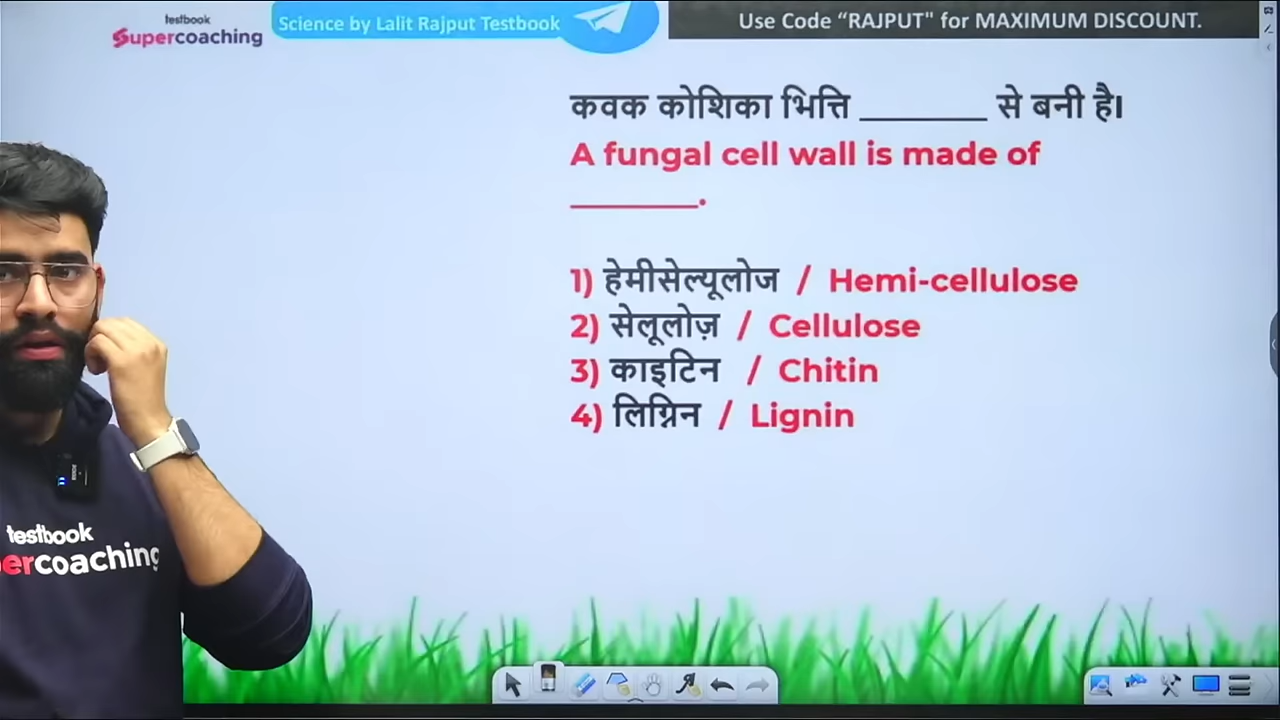 testbook
Supercoaching
Science by Lalit Rajput Testbook
Use Code “RAJPUT" for MAXIMUM DISCOUNT.
कवक कोशिका भित्ति ________ से बनी है।
A fungal cell wall is made of
________.
1) हेमीसेल्यूलोज / Hemi-cellulose
2) सेलूलोज़ / Cellulose
3) काइटिन / Chitin
4) लिग्निन / Lignin
testbook
ercoaching